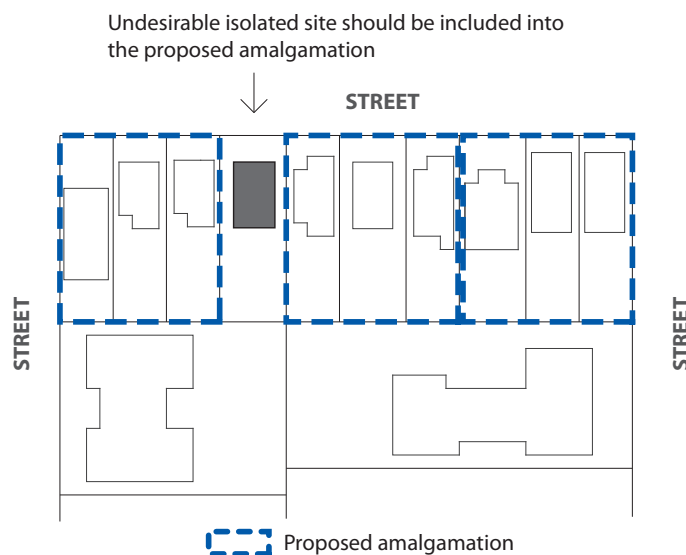 Undesirable isolated site should be included into
the proposed amalgamation
STREET
STREET
STREET
Proposed amalgamation